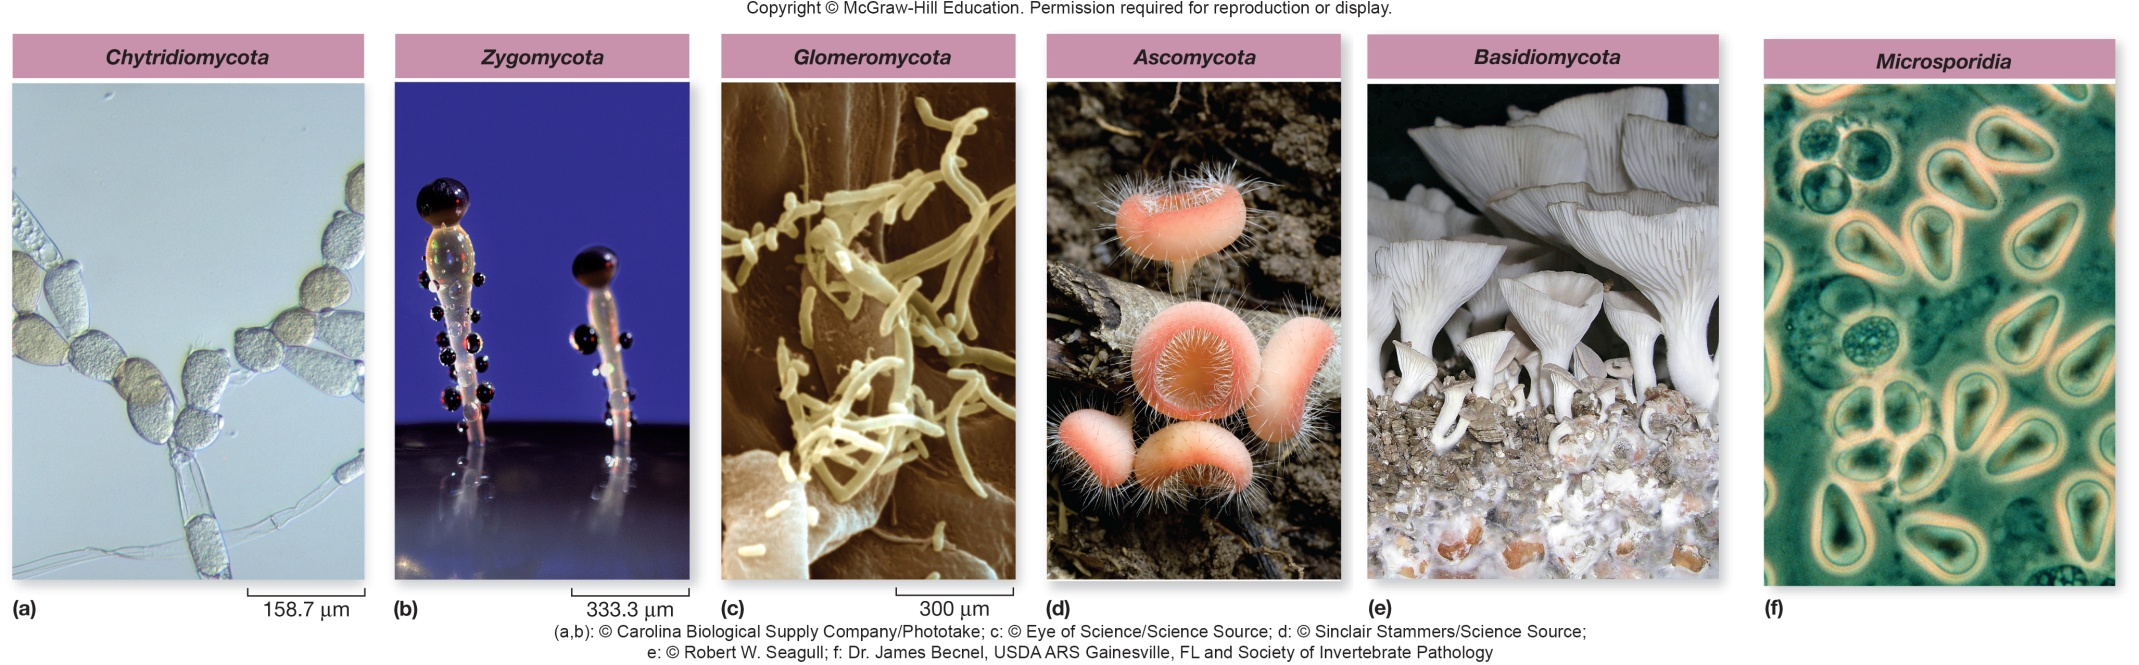 Copyright © McGraw-Hill Education. Permission required for reproduction or display.
Chytridiomycota
Zygomycota
Glomeromycota
Ascomycota
Basidiomycota
Microsporidia
(a)
158.7 µm
(b)
333.3 µm
(c)
300 µm
(d)
(e)
(f)
(a,b): © Carolina Biological Supply Company/Phototake; c: © Eye of Science/Science Source; d: © Sinclair Stammers/Science Source;
e: © Robert W. Seagull; f: Dr. James Becnel, USDA ARS Gainesville, FL and Society of Invertebrate Pathology